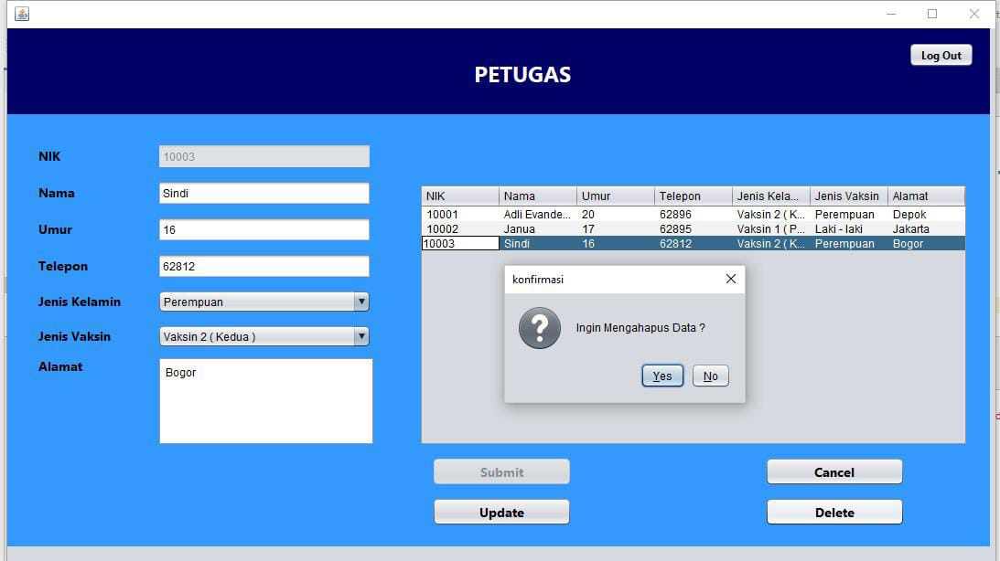 PETUGAS
Log Out
NIK 10003
Nama Sindi
Umur 16
Telepon 62812
Jenis Kelamin Perempuan
Jenis Vaksin Vaksin 2 ( Kedua )
Alamat Bogor
NIK Nama Umur Telepon Jenis Kela... Jenis Vaksin Alamat
10001 Adli Evande... 20 62896 Vaksin 2 ( K... Perempuan Depok
10002 Janua 17 62895 Vaksin 1 ( P... Laki - laki Jakarta
10003 Sindi 16 62812 Vaksin 2 ( K... Perempuan Bogor
konfirmasi
Ingin Mengahapus Data ?
Yes No
Submit Cancel
Update Delete